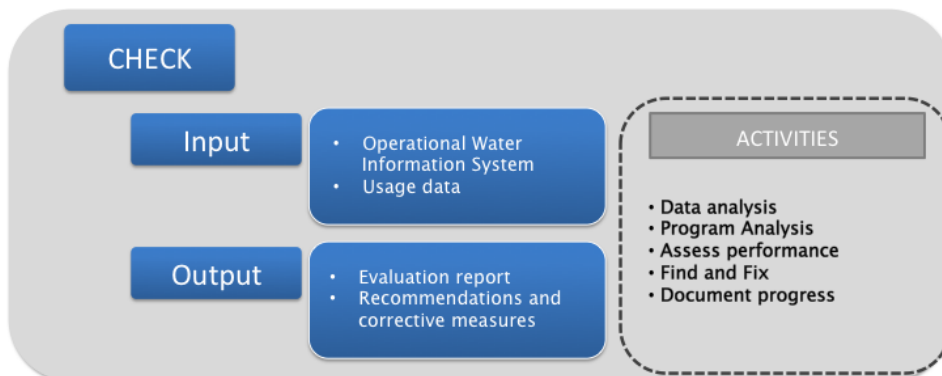 CHECK
Input
• Operational Water
Information System
• Usage data
Output
• Evaluation report
• Recommendations and
corrective measures
ACTIVITIES
• Data analysis
• Program Analysis
• Assess performance
• Find and Fix
• Document progress